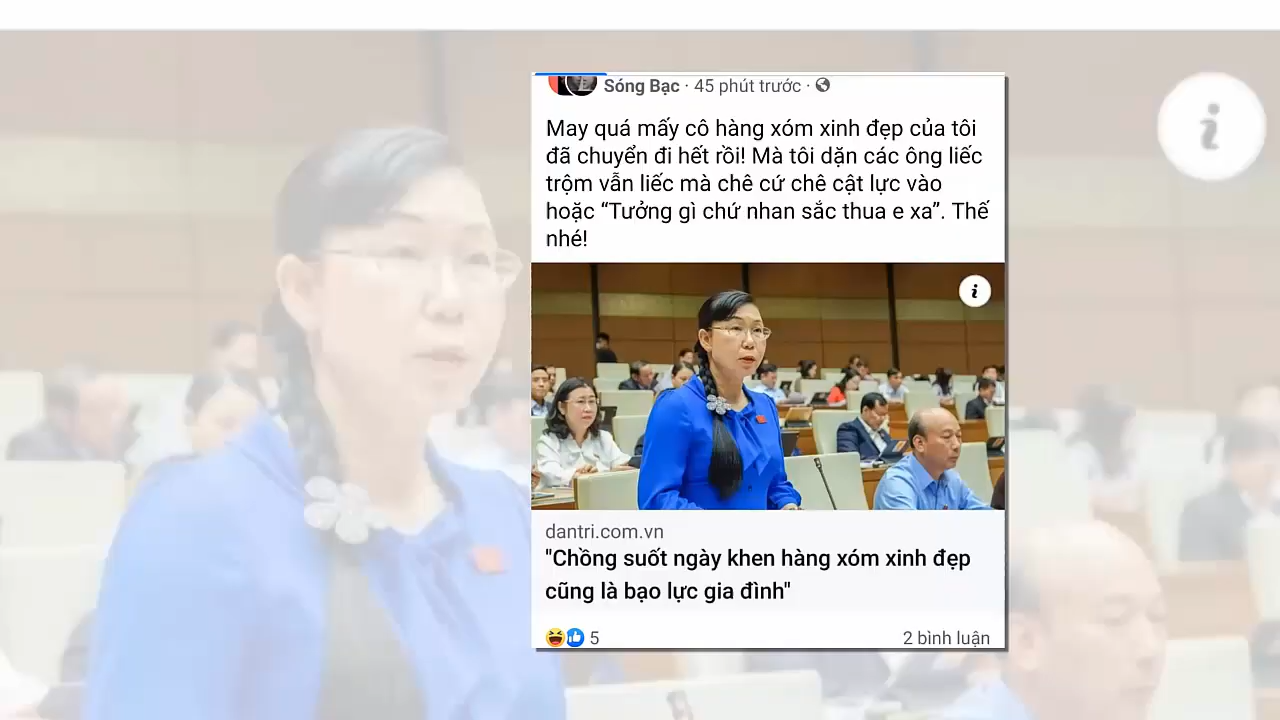 Sóng Bạc · 45 phút trước ·
May quá mấy cô hàng xóm xinh đẹp của tôi
đã chuyển đi hết rồi! Mà tôi dặn các ông liếc
trộm vẫn liếc mà chê cứ chê cật lực vào
hoặc “Tưởng gì chứ nhan sắc thua e xa”. Thế
nhé!
i
i
dantri.com.vn
"Chồng suốt ngày khen hàng xóm xinh đẹp
cũng là bạo lực gia đình"
5
2 bình luận